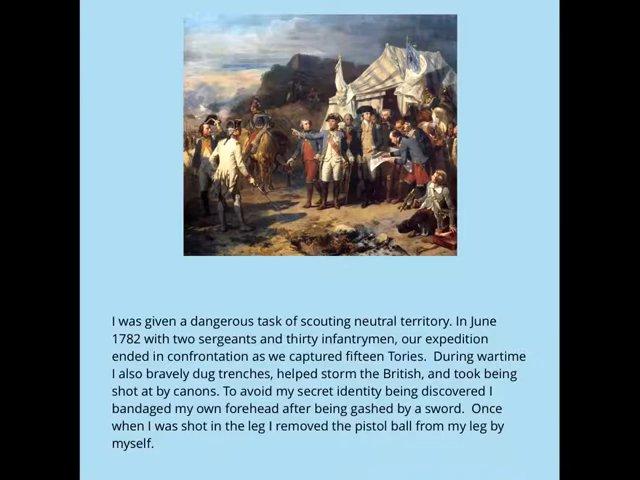 I was given a dangerous task of scouting neutral territory. In June
1782 with two sergeants and thirty infantrymen, our expedition
ended in confrontation as we captured fifteen Tories.  During wartime
I also bravely dug trenches, helped storm the British, and took being
shot at by canons. To avoid my secret identity being discovered I
bandaged my own forehead after being gashed by a sword.  Once
when I was shot in the leg I removed the pistol ball from my leg by
myself.